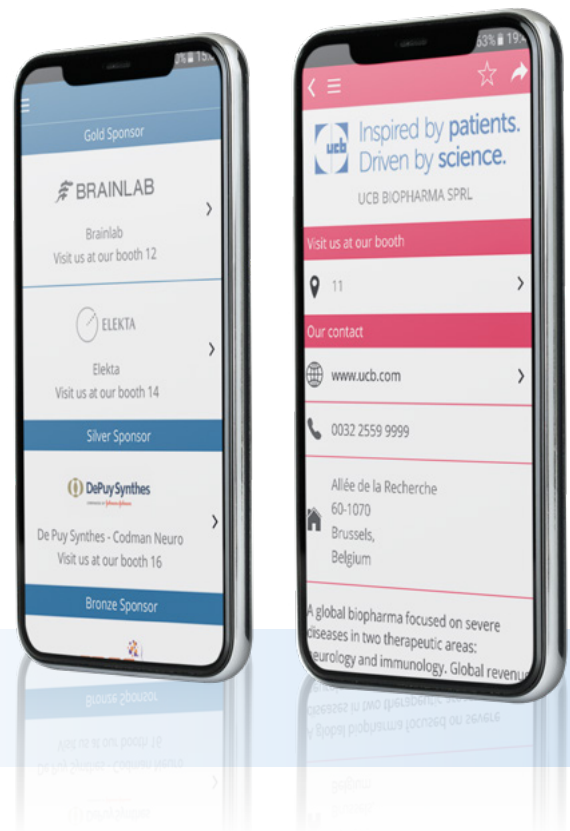 Gold Sponsor
BRAINLAB
Brainlab
Visit us at our booth 12
ELEKTA
Elekta
Visit us at our booth 14
Silver Sponsor
DePuySynthes
De Puy Synthes - Codman Neuro
Visit us at our booth 16
Bronze Sponsor
ucb
Inspired by patients.
Driven by science.
UCB BIOPHARMA SPRL
Visit us at our booth
11
Our contact
www.ucb.com
0032 2559 9999
Allée de la Recherche
60-1070
Brussels,
Belgium
A global biopharma focused on severe
diseases in two therapeutic areas:
neurology and immunology. Global revenue